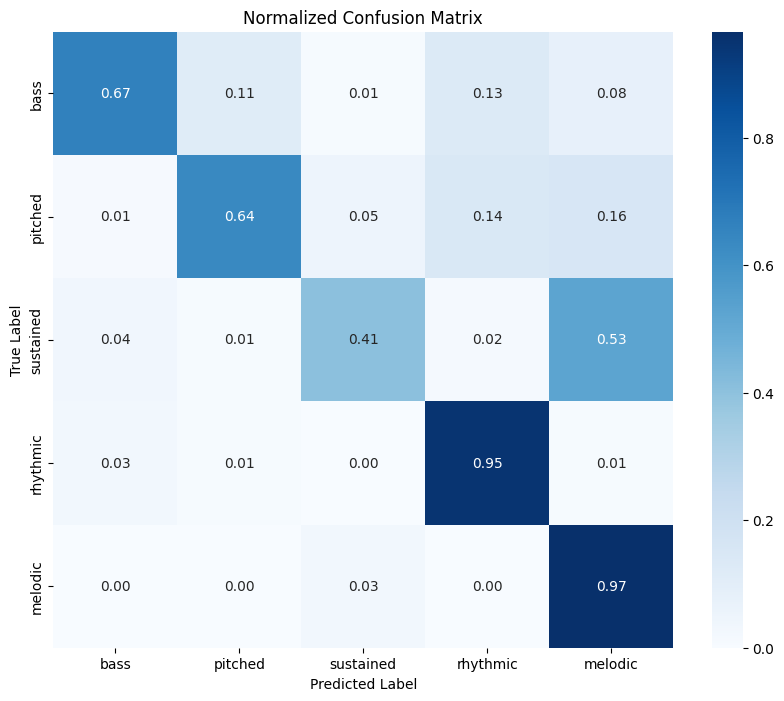 Normalized Confusion Matrix
bass 0.67 0.11 0.01 0.13 0.08
pitched 0.01 0.64 0.05 0.14 0.16
sustained 0.04 0.01 0.41 0.02 0.53
rhythmic 0.03 0.01 0.00 0.95 0.01
melodic 0.00 0.00 0.03 0.00 0.97
True Label
bass pitched sustained rhythmic melodic
Predicted Label
0.8
0.6
0.4
0.2
0.0